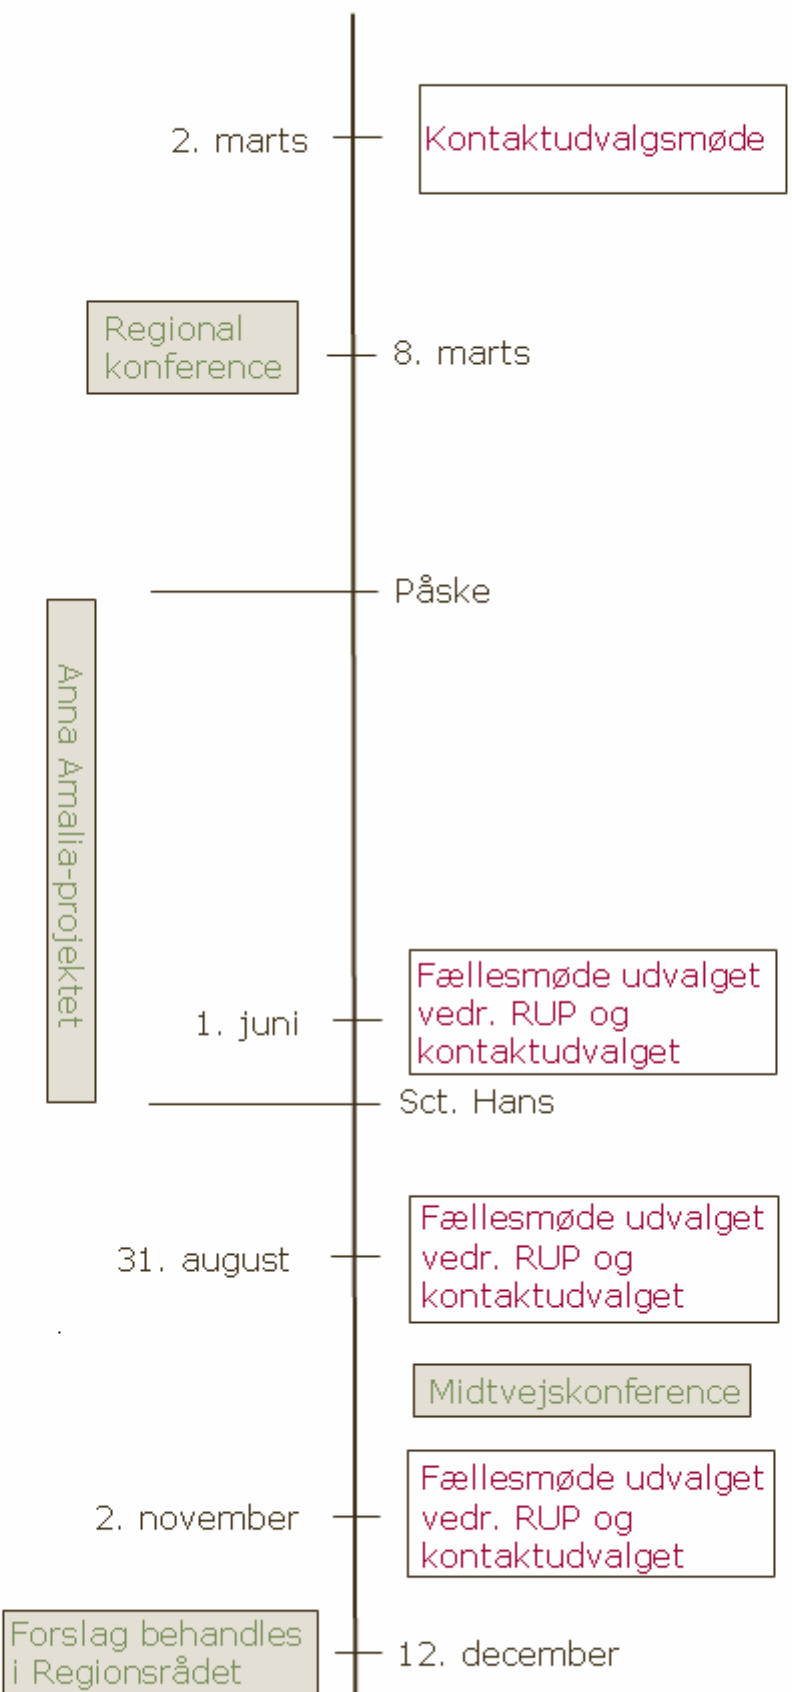 2. marts
Kontaktudvalgsmøde
Regional
konference
8. marts
Påske
Anna Amalia-projektet
1. juni
Fællesmøde udvalget
vedr. RUP og
kontaktudvalget
Sct. Hans
31. august
Fællesmøde udvalget
vedr. RUP og
kontaktudvalget
Midtvejskonference
2. november
Fællesmøde udvalget
vedr. RUP og
kontaktudvalget
Forslag behandles
i Regionsrådet
12. december